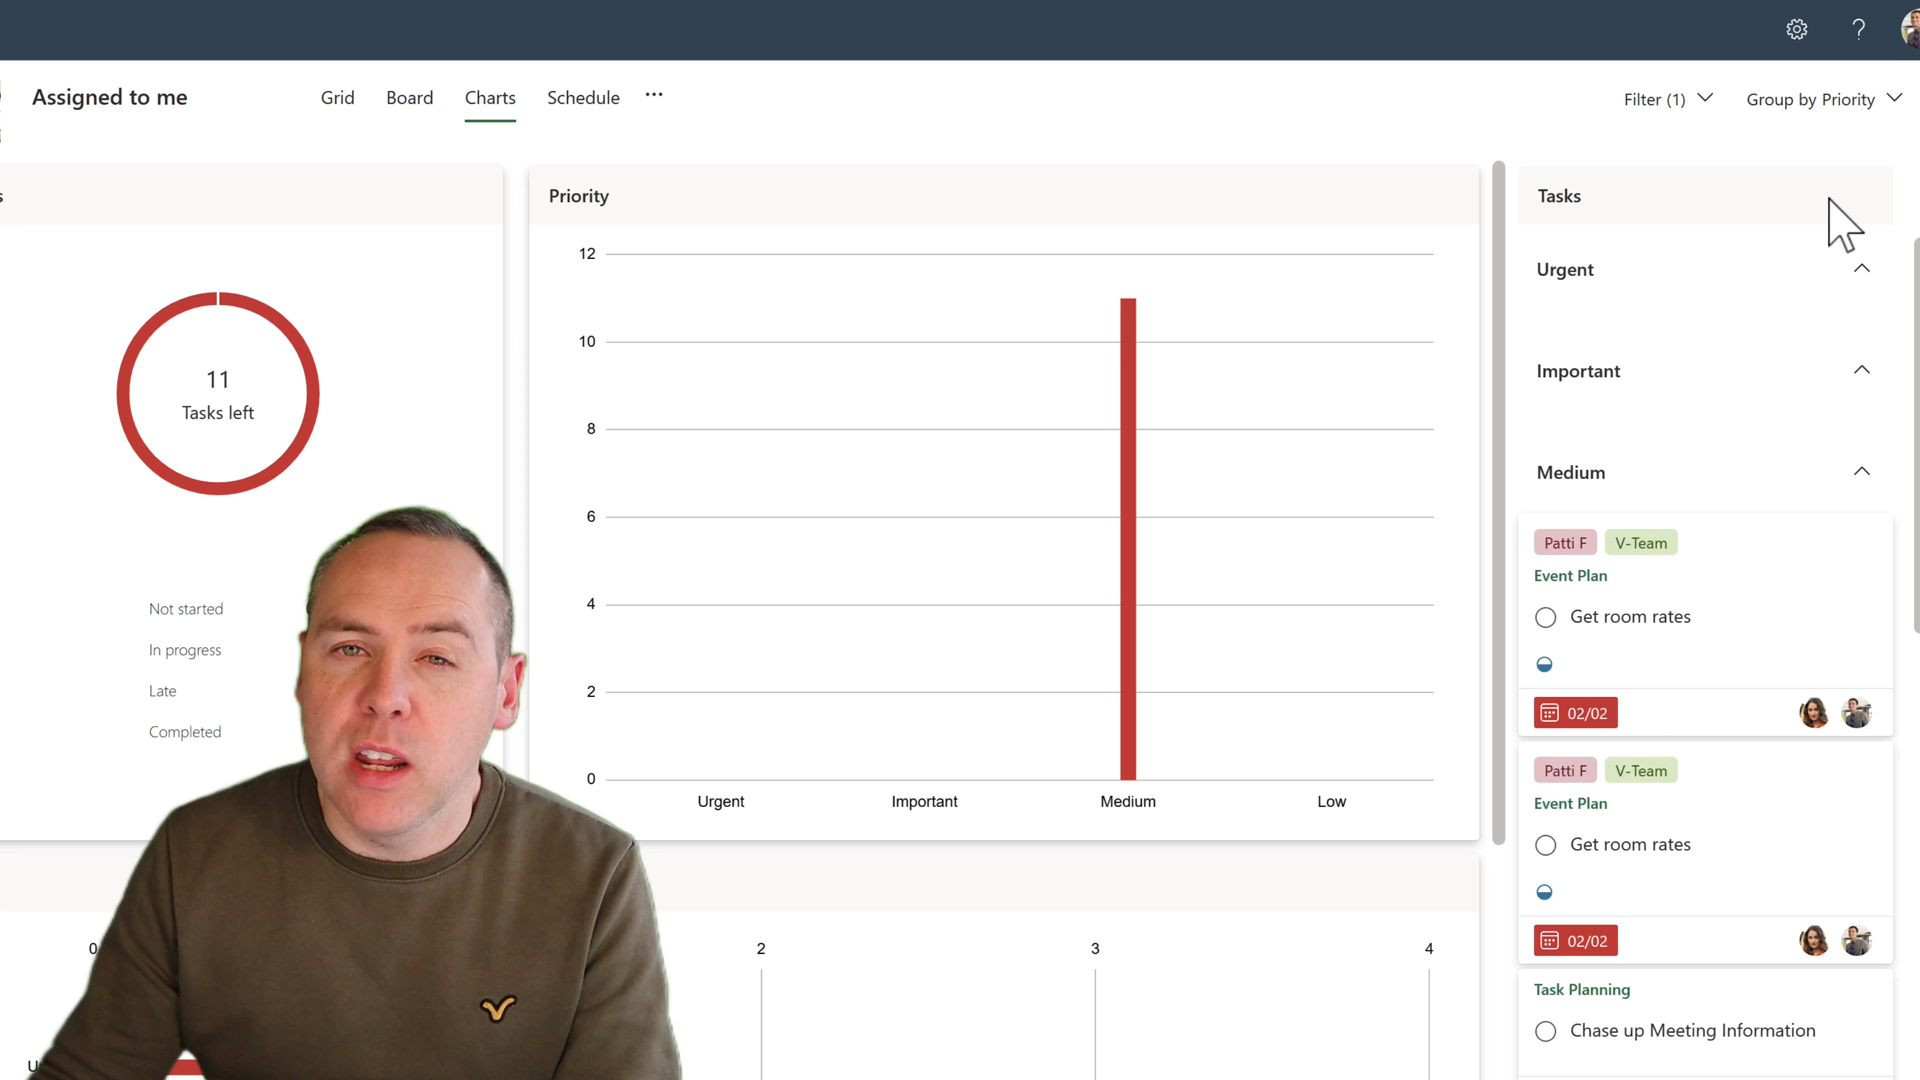 Assigned to me
Grid
Board
Charts
Schedule
...
Filter (1)
Group by Priority
s
Priority
12
10
8
6
4
2
0
Urgent
Important
Medium
Low
11
Tasks left
Not started
In progress
Late
Completed
0
2
3
4
U
Tasks
Urgent
Important
Medium
Patti F
V-Team
Event Plan
Get room rates
02/02
Patti F
V-Team
Event Plan
Get room rates
02/02
Task Planning
Chase up Meeting Information